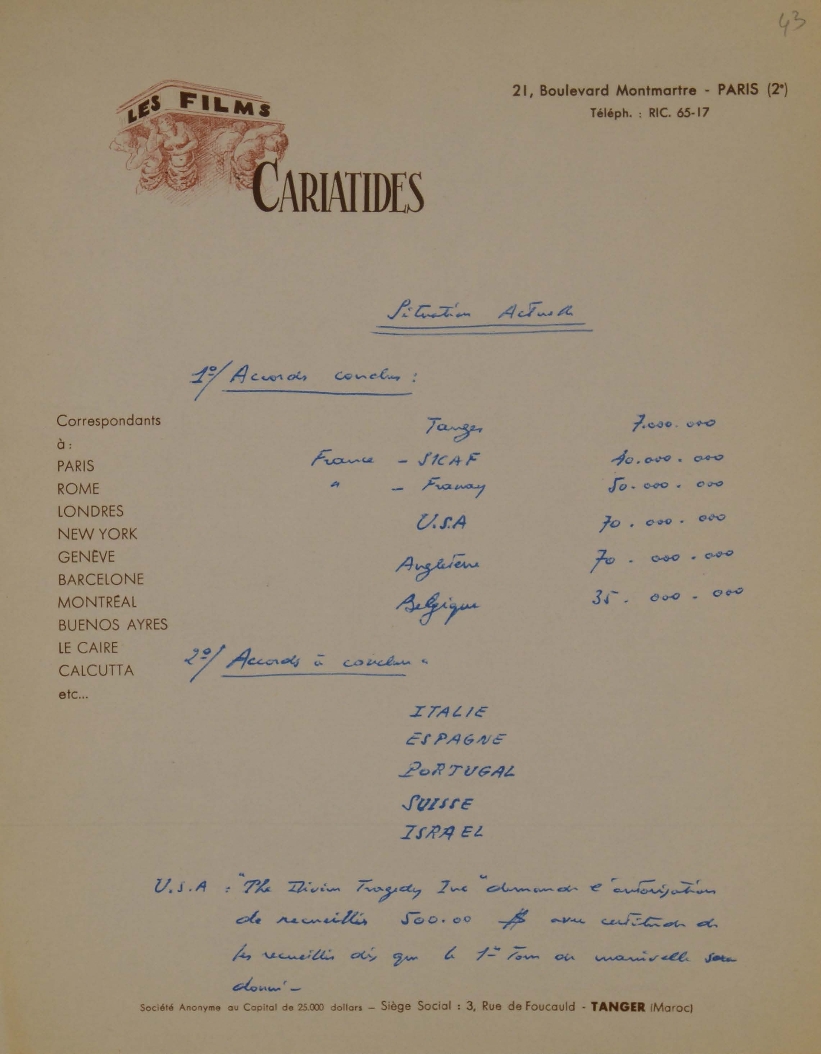 43
LES FILMS
CARIATIDES
21, Boulevard Montmartre - PARIS (2e)
Téléph. : RIC. 65-17
Situation Actuelle
1º/ Accords conclus :
Tanger 7.000.000
France - SICAF 40.000.000
" - Franay 50.000.000
U.S.A 70.000.000
Angleterre 70.000.000
Belgique 35.000.000
2º/ Accords à conclure
ITALIE
ESPAGNE
PORTUGAL
SUISSE
ISRAEL
Correspondants
à :
PARIS
ROME
LONDRES
NEW YORK
GENÊVE
BARCELONE
MONTRÉAL
BUENOS AYRES
LE CAIRE
CALCUTTA
etc...
U.S.A : "The Divine Tragedy Inc" demande l'autorisation
de recueillir 500.00 $ avec certitude de
les recueillir dès que le 1er Tour de manivelle sera
donné -
Société Anonyme au Capital de 25.000 dollars - Siège Social : 3, Rue de Foucauld - TANGER (Maroc)